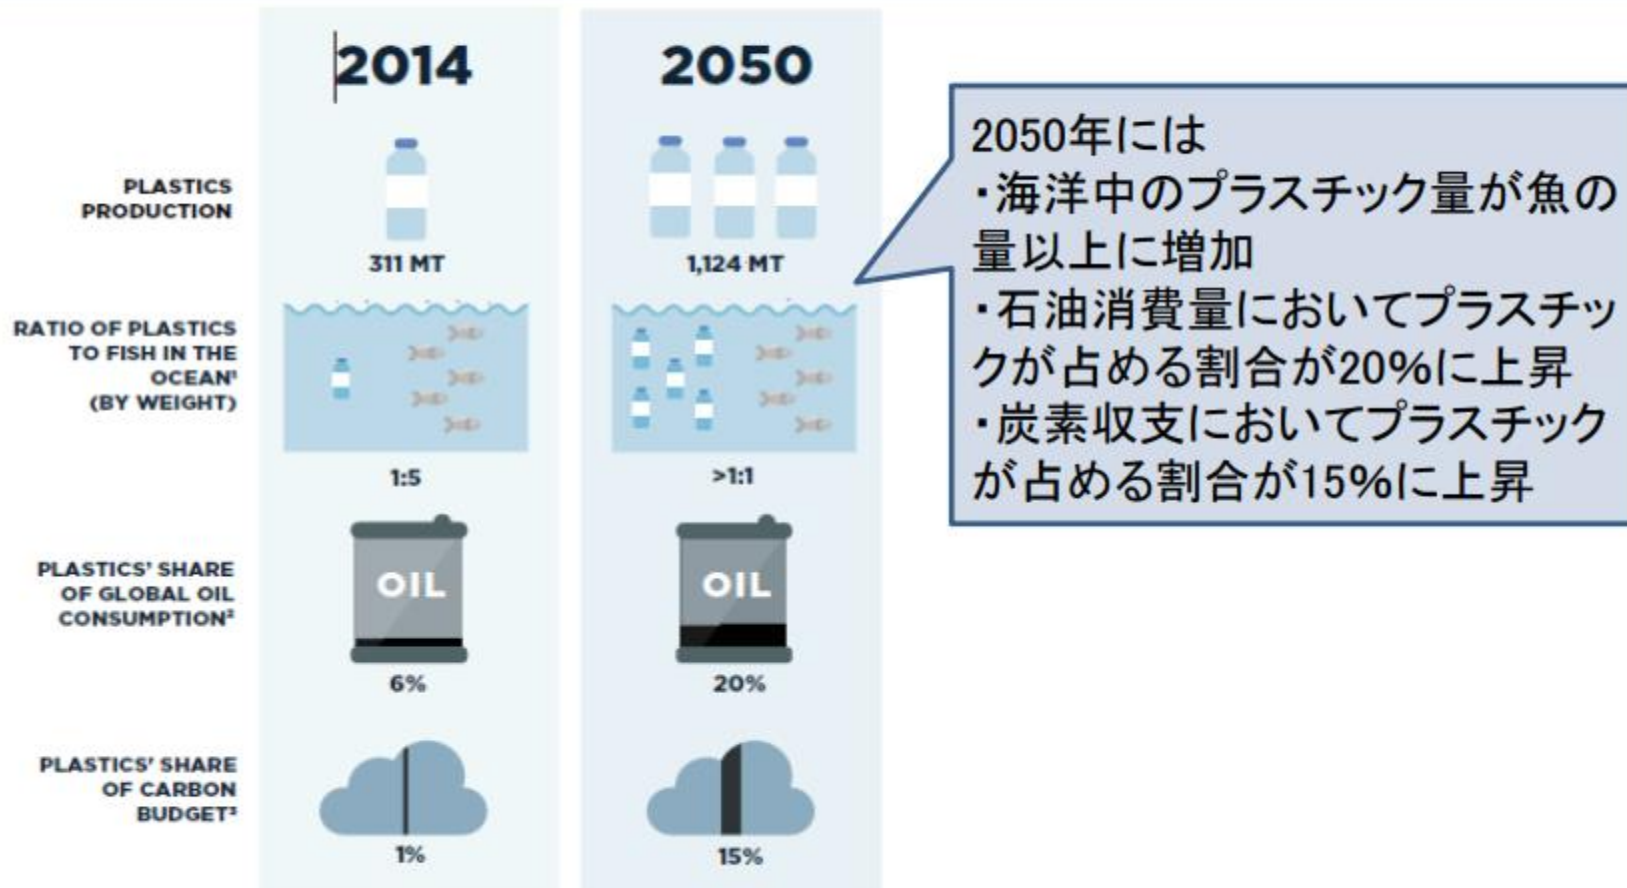 2014
2050
PLASTICS
PRODUCTION
311 MT
1,124 MT
RATIO OF PLASTICS
TO FISH IN THE
OCEAN¹
(BY WEIGHT)
1:5
>1:1
PLASTICS' SHARE
OF GLOBAL OIL
CONSUMPTION²
OIL
OIL
6%
20%
PLASTICS' SHARE
OF CARBON
BUDGET³
1%
15%
2050年には
・海洋中のプラスチック量が魚の
量以上に増加
・石油消費量においてプラスチッ
クが占める割合が20%に上昇
・炭素収支においてプラスチック
が占める割合が15%に上昇